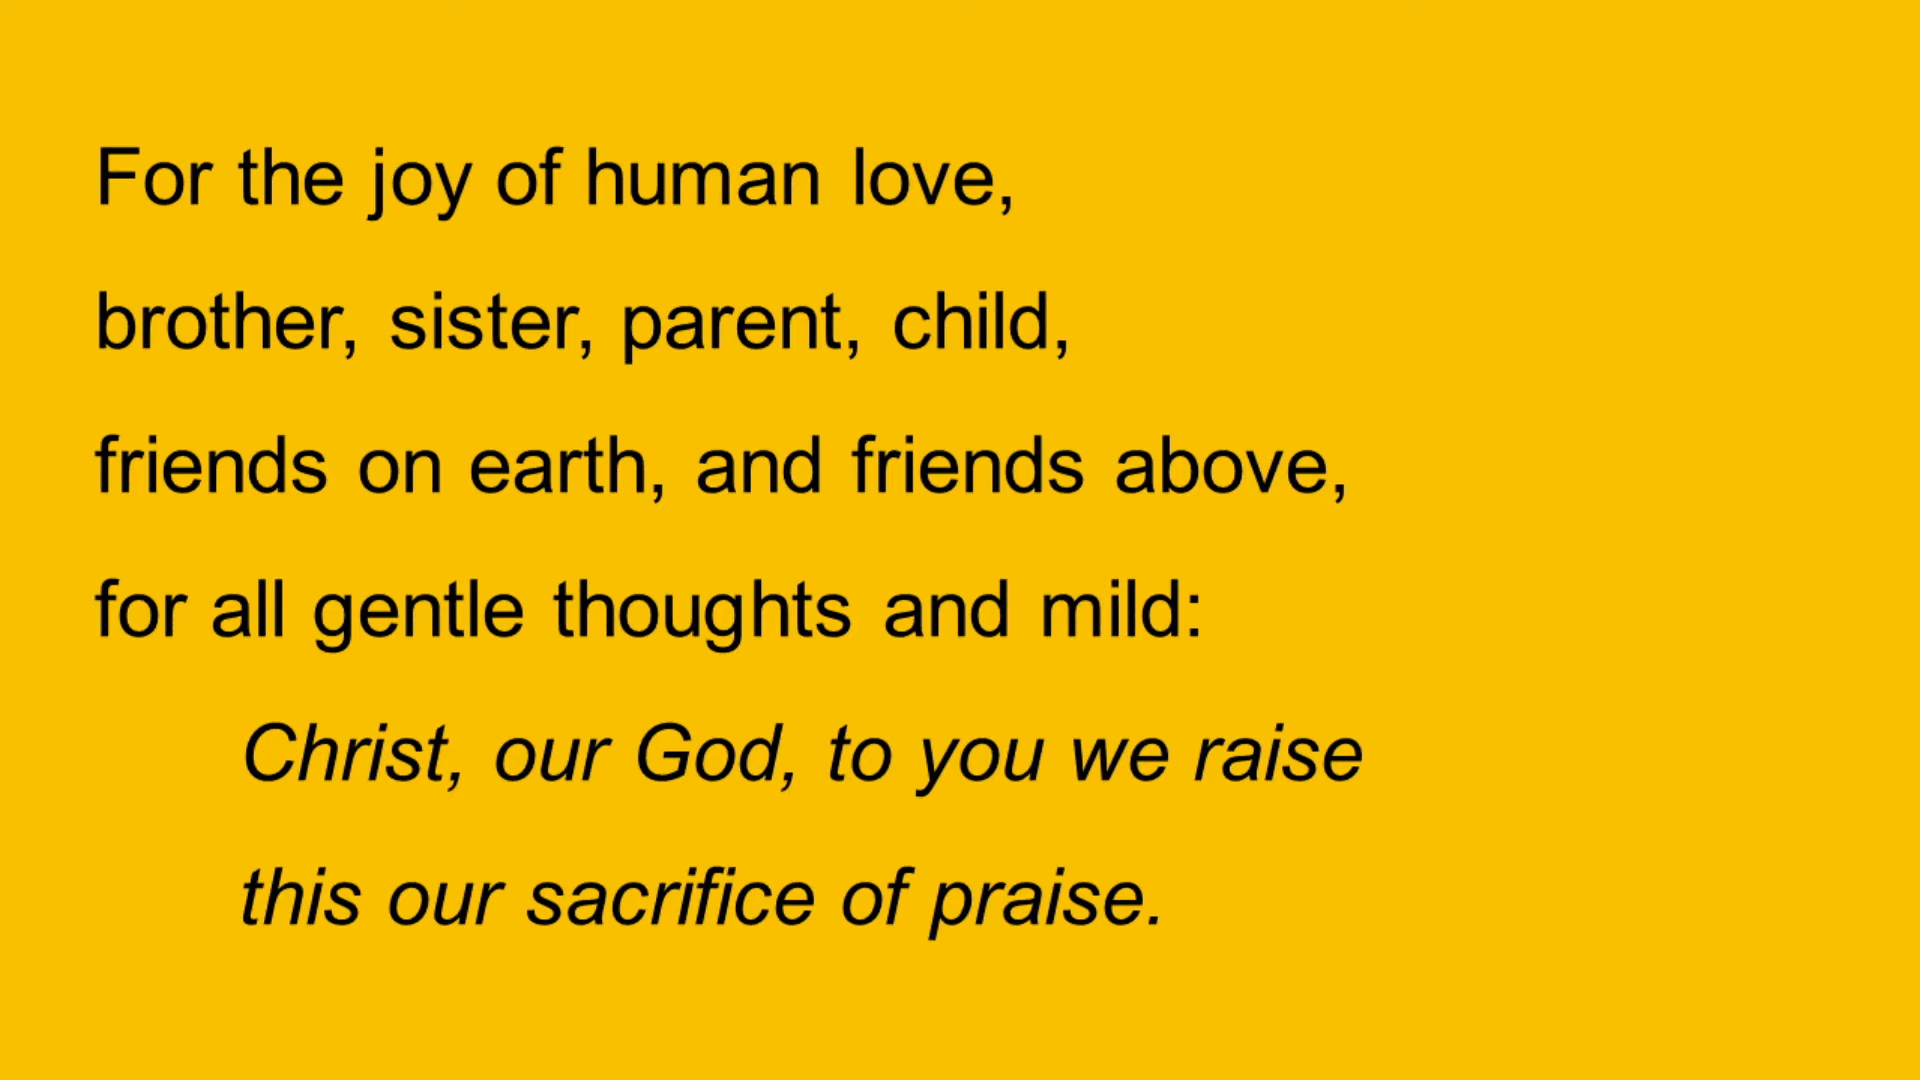 For the joy of human love,
brother, sister, parent, child,
friends on earth, and friends above,
for all gentle thoughts and mild:
Christ, our God, to you we raise
this our sacrifice of praise.